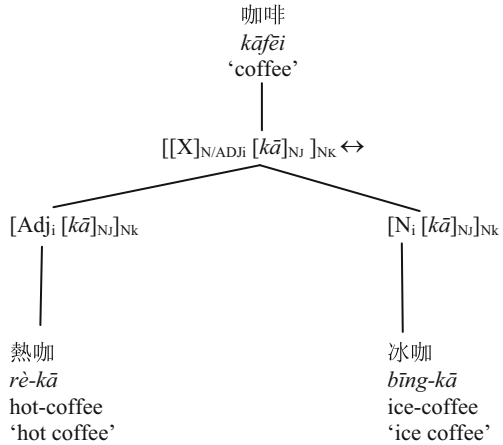 咖啡
kāfēi
‘coffee’
[[X]N/ADJi [kā]NJ ]NK ↔
[Adji [kā]NJ]Nk
[Ni [kā]NJ]Nk
熱咖
rè-kā
hot-coffee
‘hot coffee’
冰咖
bīng-kā
ice-coffee
‘ice coffee’